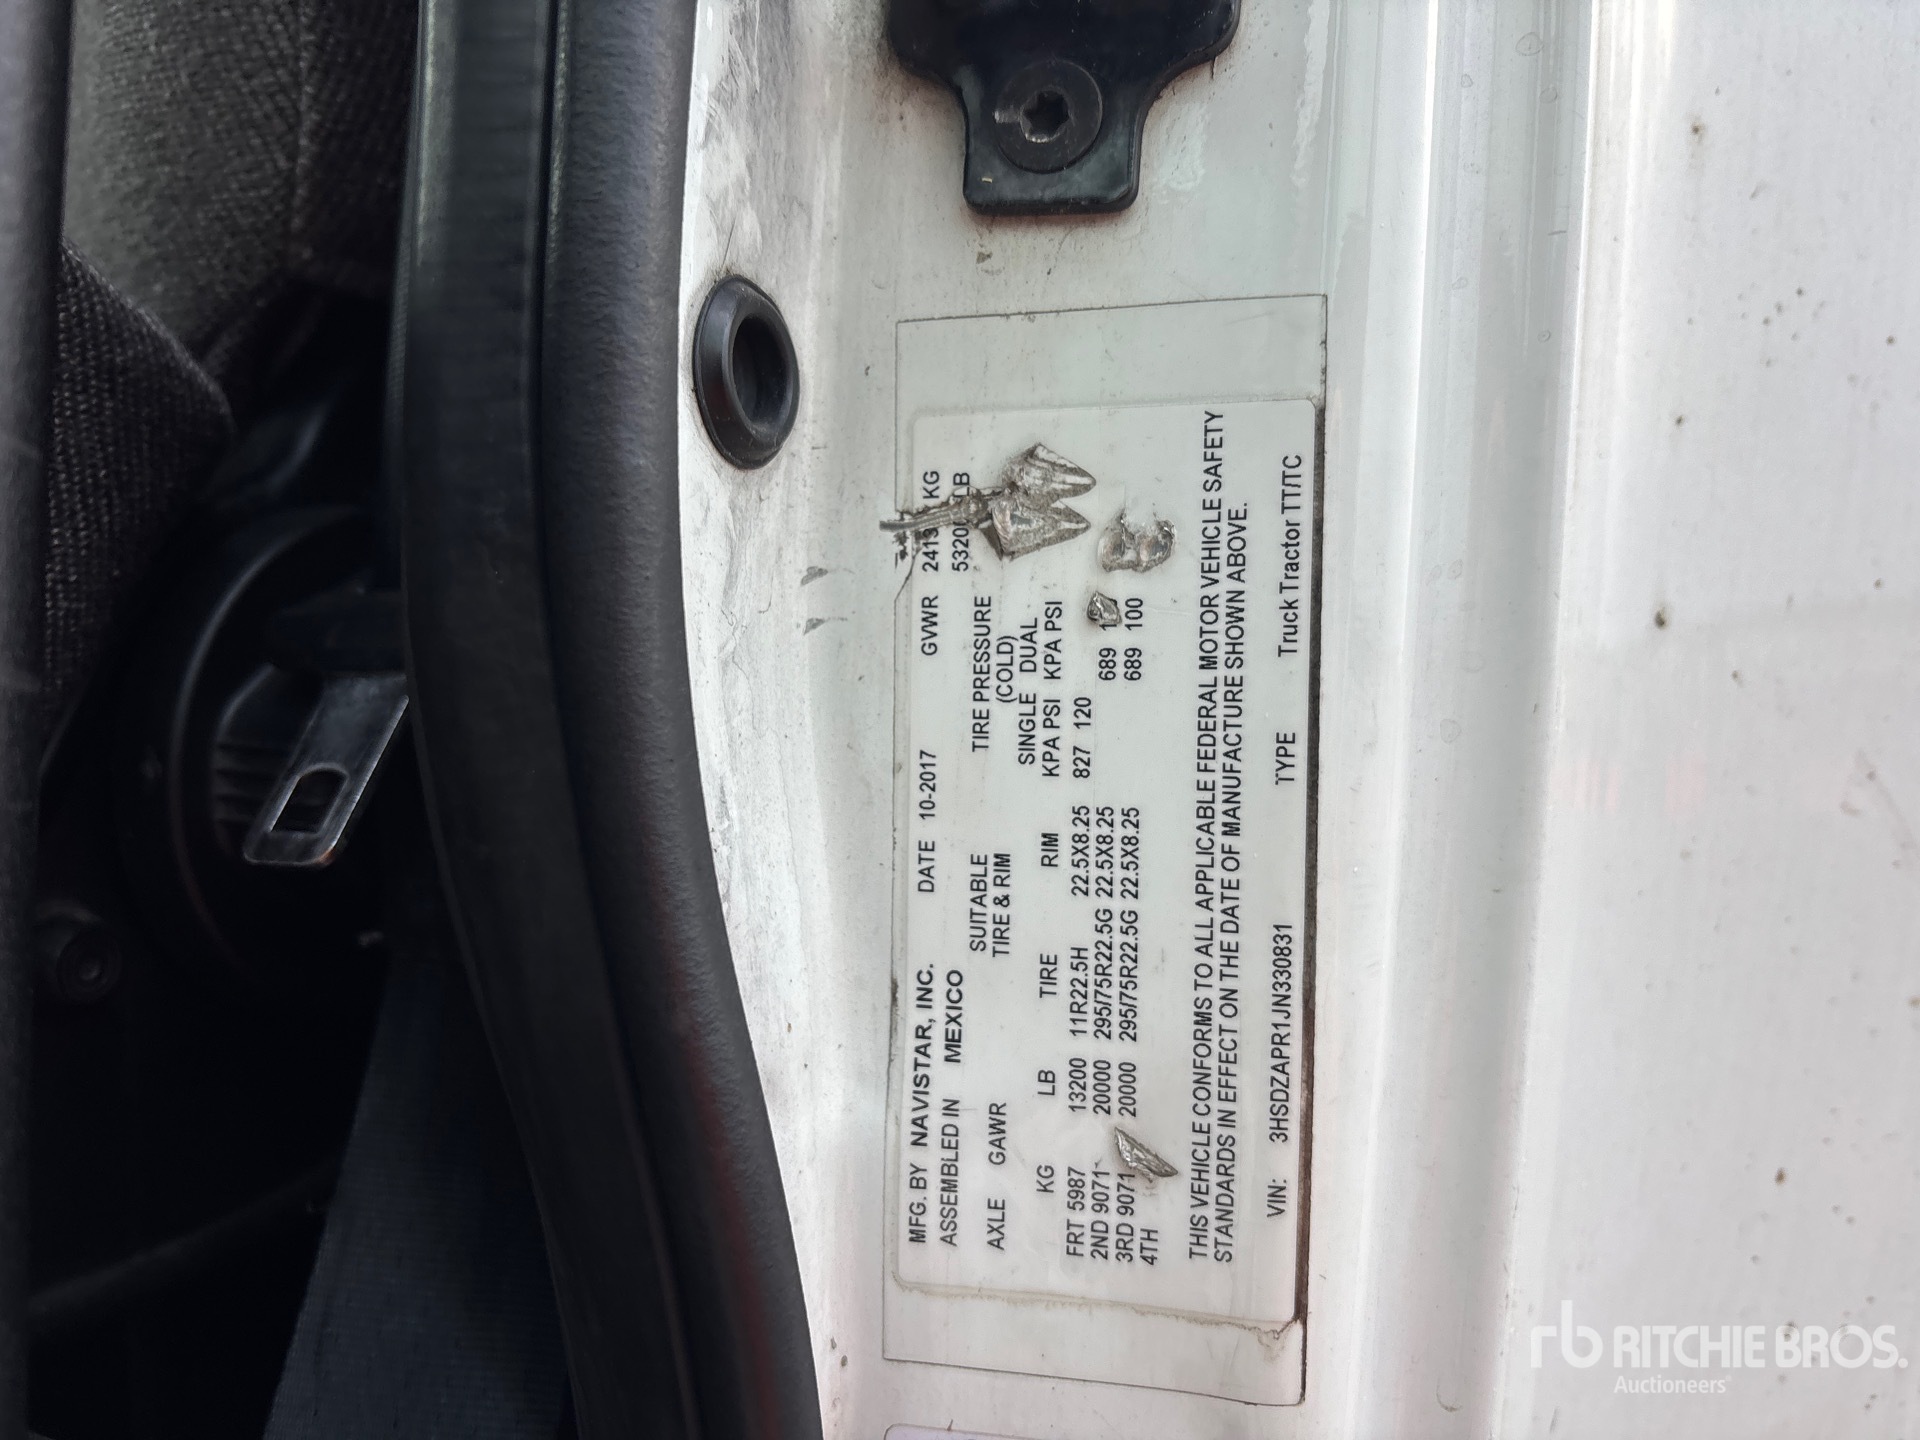 MFG. BY NAVISTAR, INC. DATE 10-2017 GVWR 2413 KG
ASSEMBLED IN MEXICO 5320 LB
SUITABLE TIRE PRESSURE
AXLE GAWR TIRE & RIM (COLD)
SINGLE DUAL
KG LB TIRE RIM KPA PSI KPA PSI
FRT 5987 13200 11R22.5H 22.5X8.25 827 120
2ND 9071 20000 295/75R22.5G 22.5X8.25 689
3RD 9071 20000 295/75R22.5G 22.5X8.25 689 100
4TH
THIS VEHICLE CONFORMS TO ALL APPLICABLE FEDERAL MOTOR VEHICLE SAFETY
STANDARDS IN EFFECT ON THE DATE OF MANUFACTURE SHOWN ABOVE.
VIN: 3HSDZAPR1JN330831 TYPE Truck Tractor TT/TC
rb RITCHIE BROS.
Auctioneers